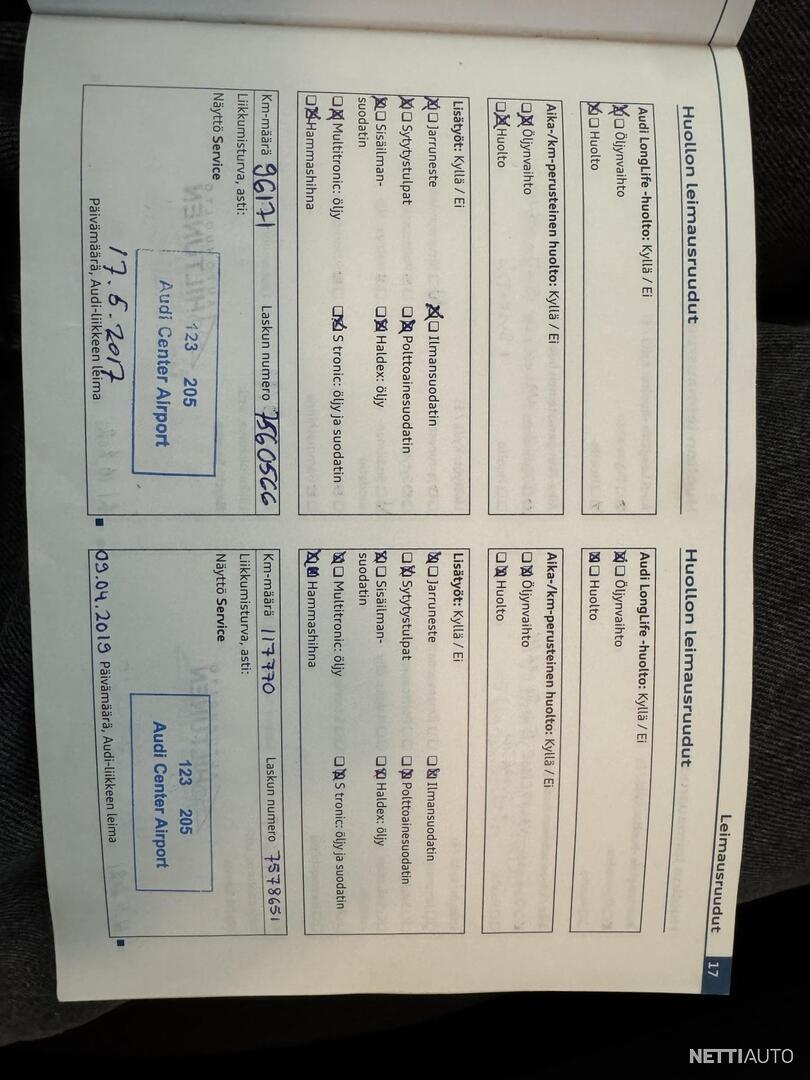 Leimausruudut
17
Huollon leimausruudut
Audi LongLife -huolto: Kyllä / Ei
Öljynvaihto
Huolto
Aika-/km-perusteinen huolto: Kyllä / Ei
Öljynvaihto
Huolto
Lisätyöt: Kyllä / Ei
Jarruneste
Ilmansuodatin
Sytytystulpat
Polttoainesuodatin
Sisäilman-
suodatin
Haldex: öljy
Multitronic: öljy
S tronic: öljy ja suodatin
Hammashihna
Km-määrä 96171
Laskun numero 7560566
Liikkumisturva, asti:
Näyttö Service
123 205
Audi Center Airport
17.5.2017
Päivämäärä, Audi-liikkeen leima
Huollon leimausruudut
Audi LongLife -huolto: Kyllä / Ei
Öljynvaihto
Huolto
Aika-/km-perusteinen huolto: Kyllä / Ei
Öljynvaihto
Huolto
Lisätyöt: Kyllä / Ei
Jarruneste
Ilmansuodatin
Sytytystulpat
Polttoainesuodatin
Sisäilman-
suodatin
Haldex: öljy
Multitronic: öljy
S tronic: öljy ja suodatin
Hammashihna
Km-määrä 117770
Laskun numero 7578651
Liikkumisturva, asti:
Näyttö Service
123 205
Audi Center Airport
09.04.2019 Päivämäärä, Audi-liikkeen leima
NETTIAUTO